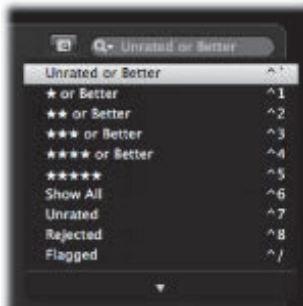 Unrated or Better
Unrated or Better ^`
★ or Better ^1
★★ or Better ^2
★★★ or Better ^3
★★★★ or Better ^4
★★★★★ ^5
Show All ^6
Unrated ^7
Rejected ^8
Flagged ^/